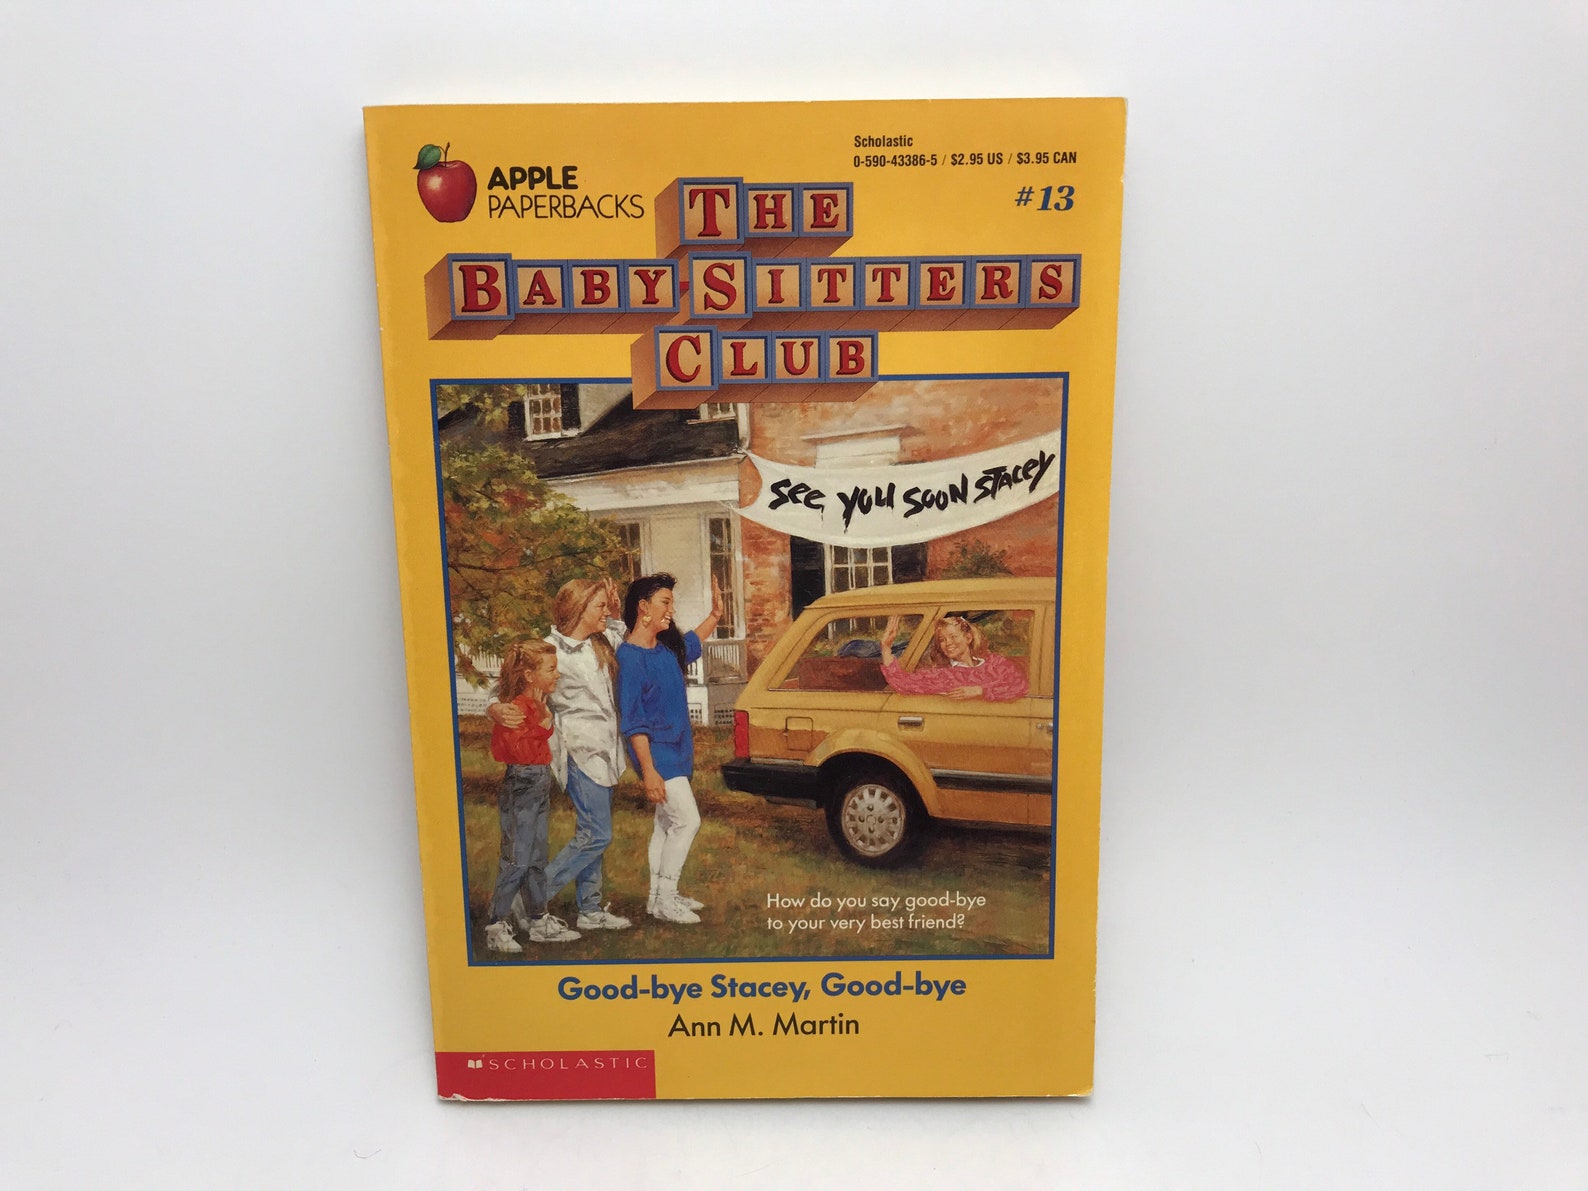 Scholastic
0-590-43386-5 / $2.95 US / $3.95 CAN
APPLE
PAPERBACKS
#13
THE
BABY-SITTERS
CLUB
SEE YOU SOON STACEY
How do you say good-bye
to your very best friend?
Good-bye Stacey, Good-bye
Ann M. Martin
SCHOLASTIC